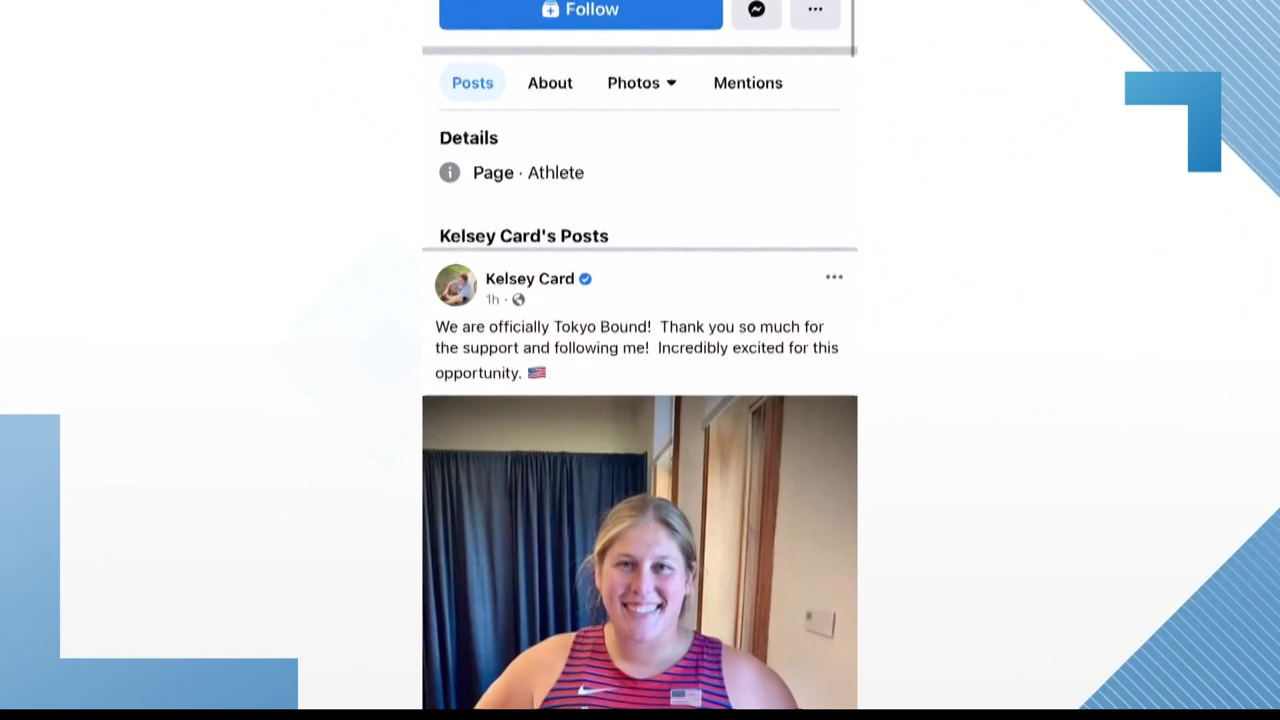 Follow
Posts About Photos Mentions
Details
Page · Athlete
Kelsey Card's Posts
Kelsey Card
1h ·
We are officially Tokyo Bound! Thank you so much for
the support and following me! Incredibly excited for this
opportunity. 🇺🇸